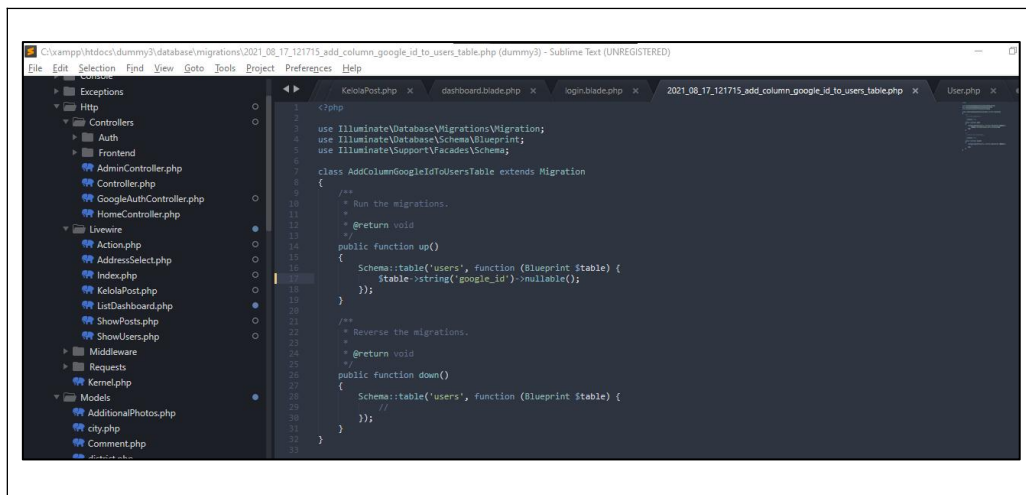 C:\xampp\htdocs\dummy3\database\migrations\2021_08_17_121715_add_column_google_id_to_users_table.php (dummy3) - Sublime Text (UNREGISTERED)
File Edit Selection Find View Goto Tools Project Preferences Help
Console
Exceptions
Http
Controllers
Auth
Frontend
AdminController.php
Controller.php
GoogleAuthController.php
HomeController.php
Livewire
Action.php
AddressSelect.php
Index.php
KelolaPost.php
ListDashboard.php
ShowPosts.php
ShowUsers.php
Middleware
Requests
Kernel.php
Models
AdditionalPhotos.php
city.php
Comment.php
district.php
KelolaPost.php dashboard.blade.php login.blade.php 2021_08_17_121715_add_column_google_id_to_users_table.php User.php
1 <?php
2
3 use Illuminate\Database\Migrations\Migration;
4 use Illuminate\Database\Schema\Blueprint;
5 use Illuminate\Support\Facades\Schema;
6
7 class AddColumnGoogleIdToUsersTable extends Migration
8 {
9 /**
10 * Run the migrations.
11 *
12 * @return void
13 */
14 public function up()
15 {
16 Schema::table('users', function (Blueprint $table) {
17 $table->string('google_id')->nullable();
18 });
19 }
20
21 /**
22 * Reverse the migrations.
23 *
24 * @return void
25 */
26 public function down()
27 {
28 Schema::table('users', function (Blueprint $table) {
29 //
30 });
31 }
32 }
33